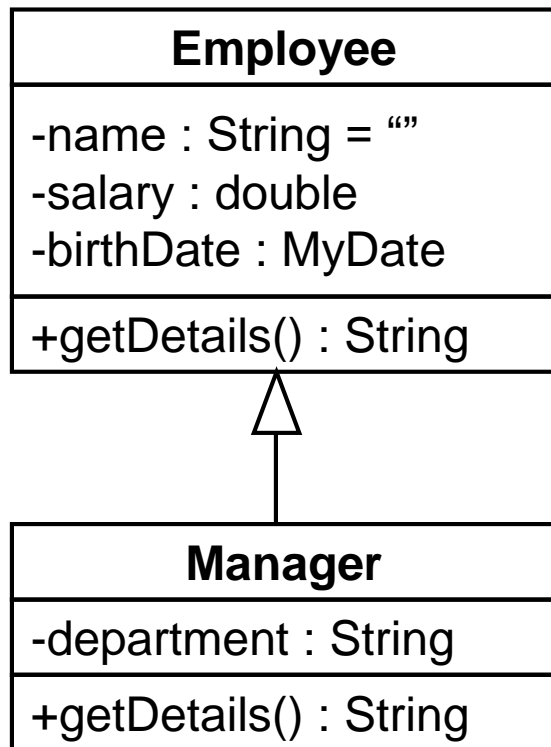 Employee
-name : String = “”
-salary : double
-birthDate : MyDate
+getDetails() : String
Manager
-department : String
+getDetails() : String